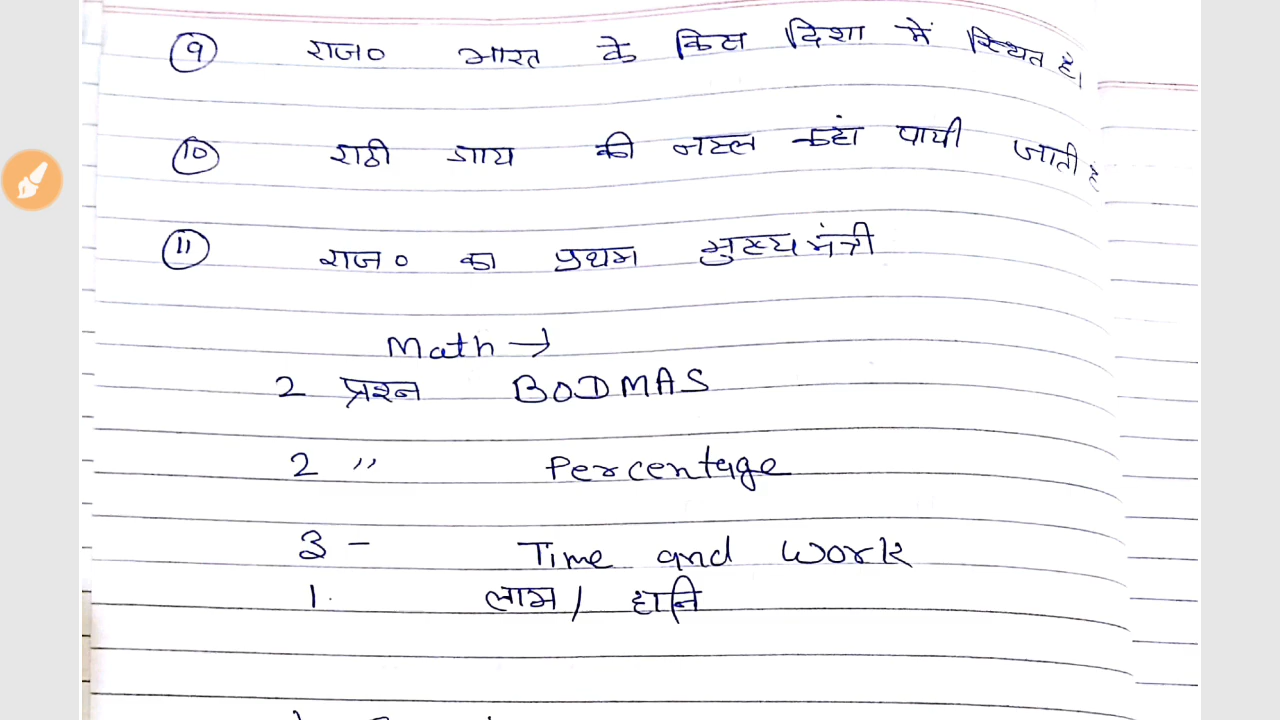 9 राज० भारत के किस दिशा में स्थित है।
10 राठी गाय की नस्ल कहां पायी जाती है
11 राज० का प्रथम मुख्य मंत्री
Math →
2 प्रश्न BODMAS
2 " Percentage
3 - Time and Work
1. लाभ / हानि